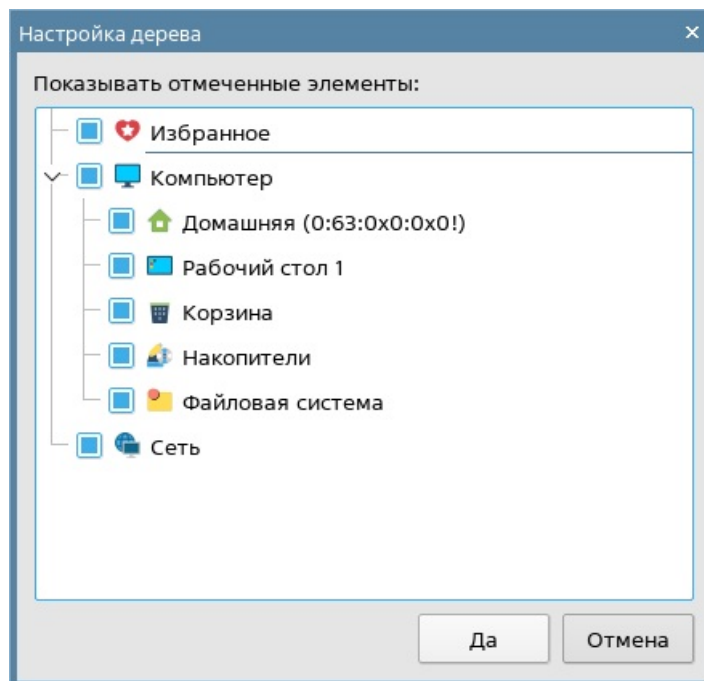 Настройка дерева
Показывать отмеченные элементы:
Избранное
Компьютер
Домашняя (0:63:0x0:0x0!)
Рабочий стол 1
Корзина
Накопители
Файловая система
Сеть
Да
Отмена